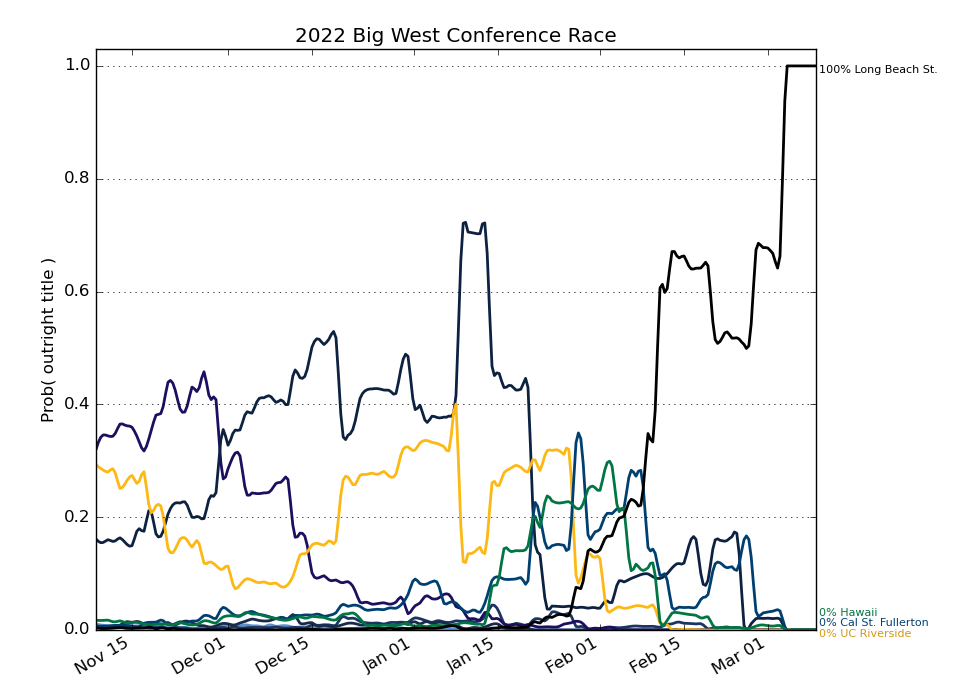 2022 Big West Conference Race
Prob( outright title )
1.0
0.8
0.6
0.4
0.2
0.0
Nov 15
Dec 01
Dec 15
Jan 01
Jan 15
Feb 01
Feb 15
Mar 01
100% Long Beach St.
0% Hawaii
0% Cal St. Fullerton
0% UC Riverside